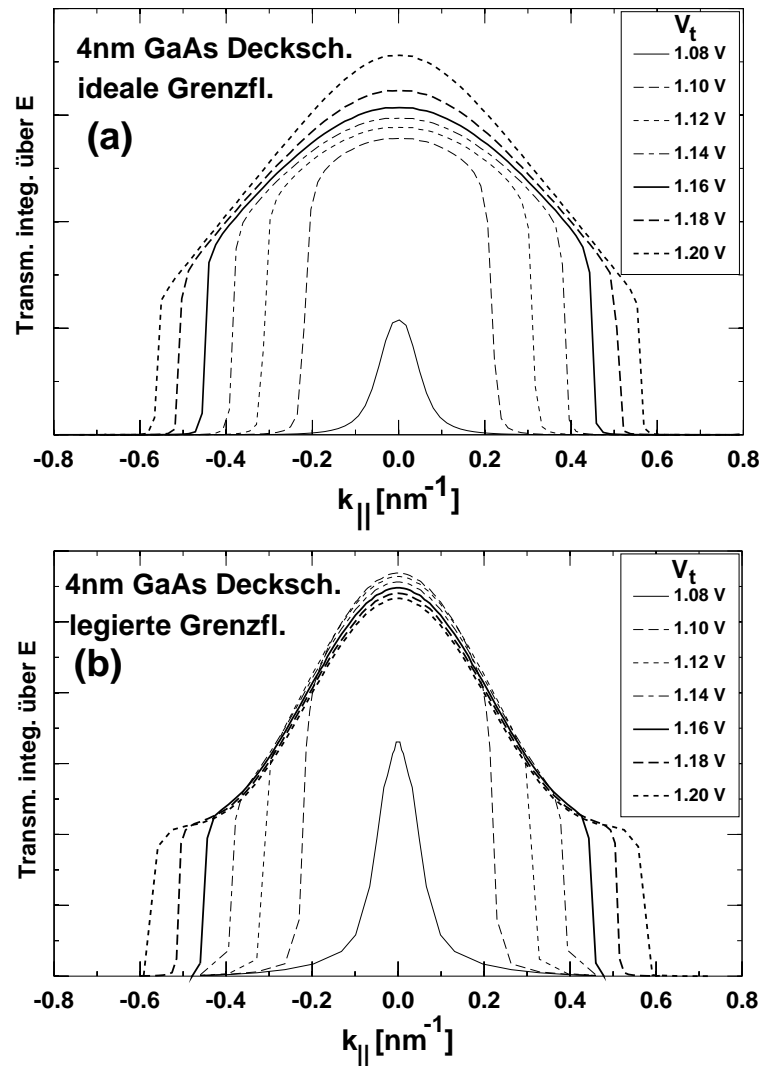 4nm GaAs Decksch.
ideale Grenzfl.
(a)
V_t
1.08 V
1.10 V
1.12 V
1.14 V
1.16 V
1.18 V
1.20 V
Transm. integ. über E
-0.8 -0.6 -0.4 -0.2 0.0 0.2 0.4 0.6 0.8
k_|| [nm^-1]
4nm GaAs Decksch.
legierte Grenzfl.
(b)
V_t
1.08 V
1.10 V
1.12 V
1.14 V
1.16 V
1.18 V
1.20 V
Transm. integ. über E
-0.8 -0.6 -0.4 -0.2 0.0 0.2 0.4 0.6 0.8
k_|| [nm^-1]